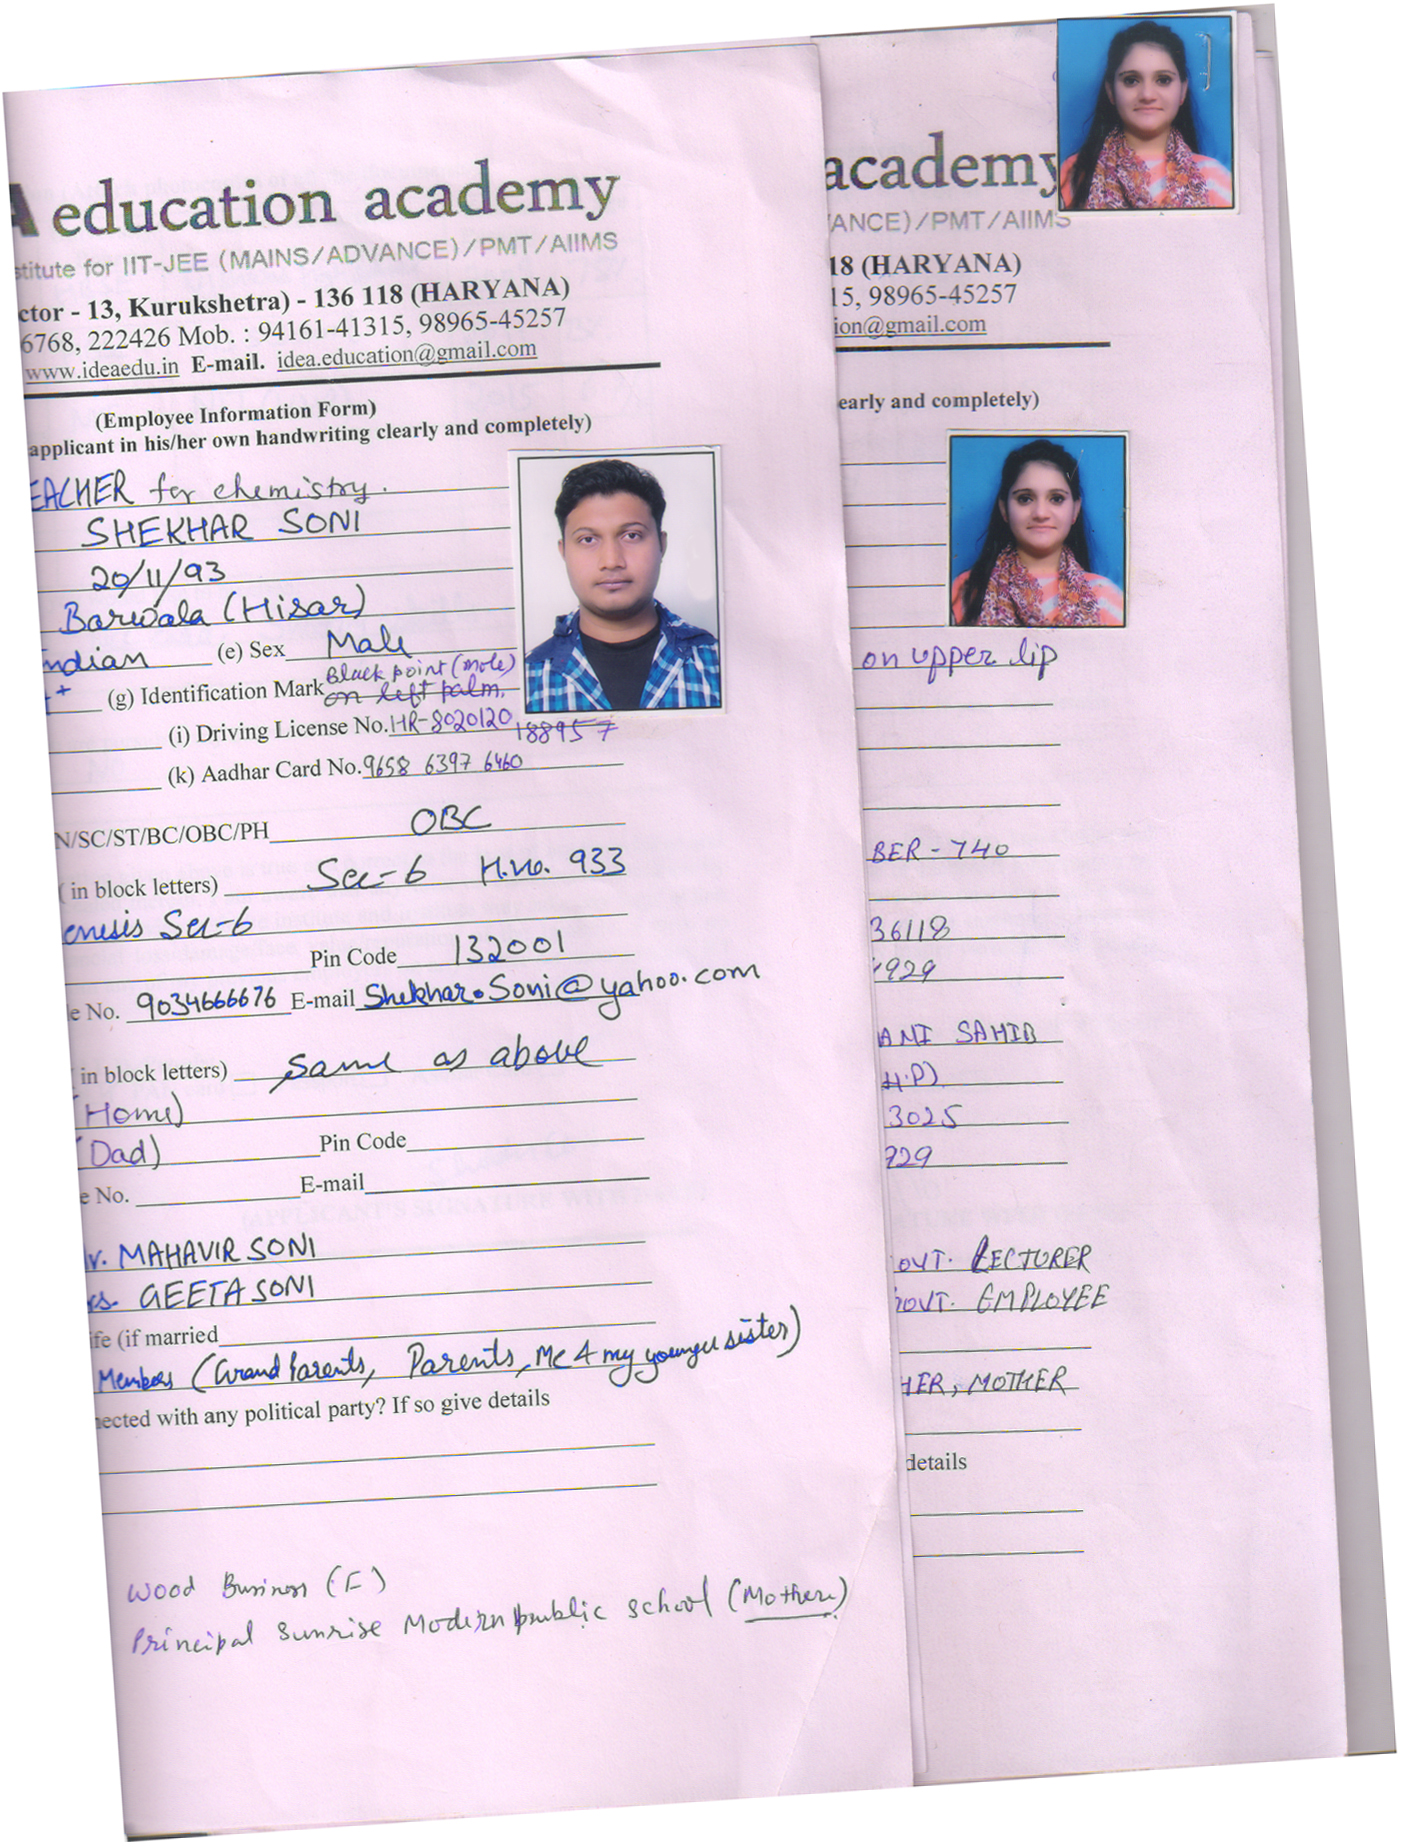 A education academy
stitute for IIT-JEE (MAINS/ADVANCE)/PMT/AIIMS
ctor - 13, Kurukshetra) - 136 118 (HARYANA)
6768, 222426 Mob. : 94161-41315, 98965-45257
www.ideaedu.in E-mail. idea.education@gmail.com
(Employee Information Form)
applicant in his/her own handwriting clearly and completely)
EACHER for chemistry.
SHEKHAR SONI
20/11/93
Barwala (Hisar)
ndian (e) Sex Male
+ (g) Identification Mark Black point (mole)
on left palm.
(i) Driving License No. HR-8020120188957
(k) Aadhar Card No. 9658 6397 6460
N/SC/ST/BC/OBC/PH OBC
( in block letters) Sec-6 H.no. 933
enesis Sec-6
Pin Code 132001
e No. 9034666676 E-mail Shekhar.Soni@yahoo.com
in block letters) same as above
(Home)
(Dad) Pin Code
e No. E-mail
r. MAHAVIR SONI
rs. GEETA SONI
ife (if married
Members (Grand Parents, Parents, Me & my younger sister)
nected with any political party? If so give details
Wood Business (F)
Principal Sunrise Modern public school (Mother)
academy
ANCE)/PMT/AIIMS
18 (HARYANA)
15, 98965-45257
ion@gmail.com
early and completely)
on upper lip
BER - 740
36118
929
ANI SAHIB
H.P)
3025
929
OVT. LECTURER
GOVT. EMPLOYEE
HER, MOTHER
details